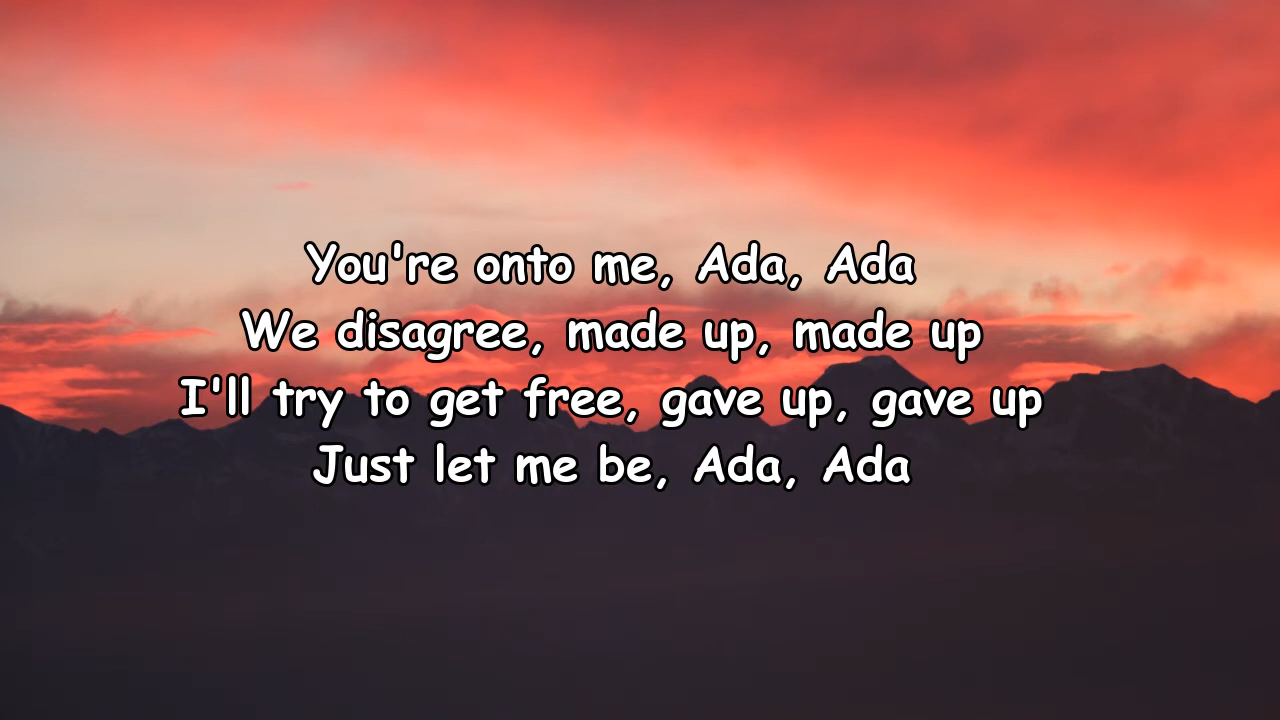 You're onto me, Ada, Ada
We disagree, made up, made up
I'll try to get free, gave up, gave up
Just let me be, Ada, Ada